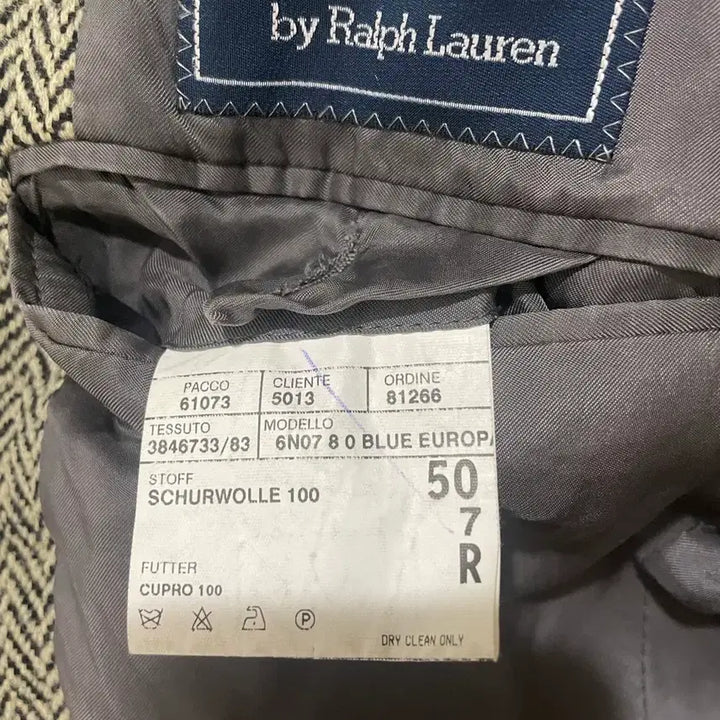 by Ralph Lauren
PACCO CLIENTE ORDINE
61073 5013 81266
TESSUTO MODELLO
3846733/83 6N07 8 0 BLUE EUROPA
STOFF
SCHURWOLLE 100
50
7
R
FUTTER
CUPRO 100
P
DRY CLEAN ONLY